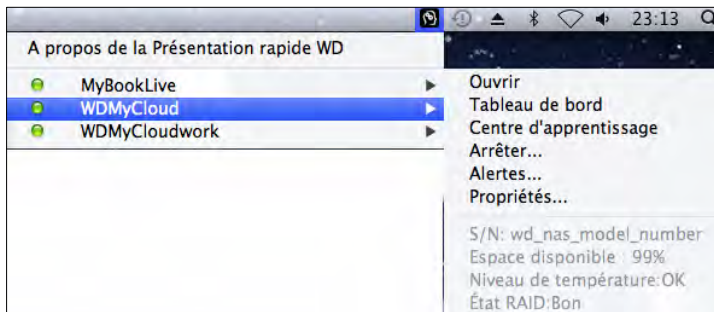 23:13
A propos de la Présentation rapide WD
MyBookLive
WDMyCloud
WDMyCloudwork
Ouvrir
Tableau de bord
Centre d'apprentissage
Arrêter...
Alertes...
Propriétés...
S/N: wd_nas_model_number
Espace disponible : 99%
Niveau de température:OK
État RAID:Bon